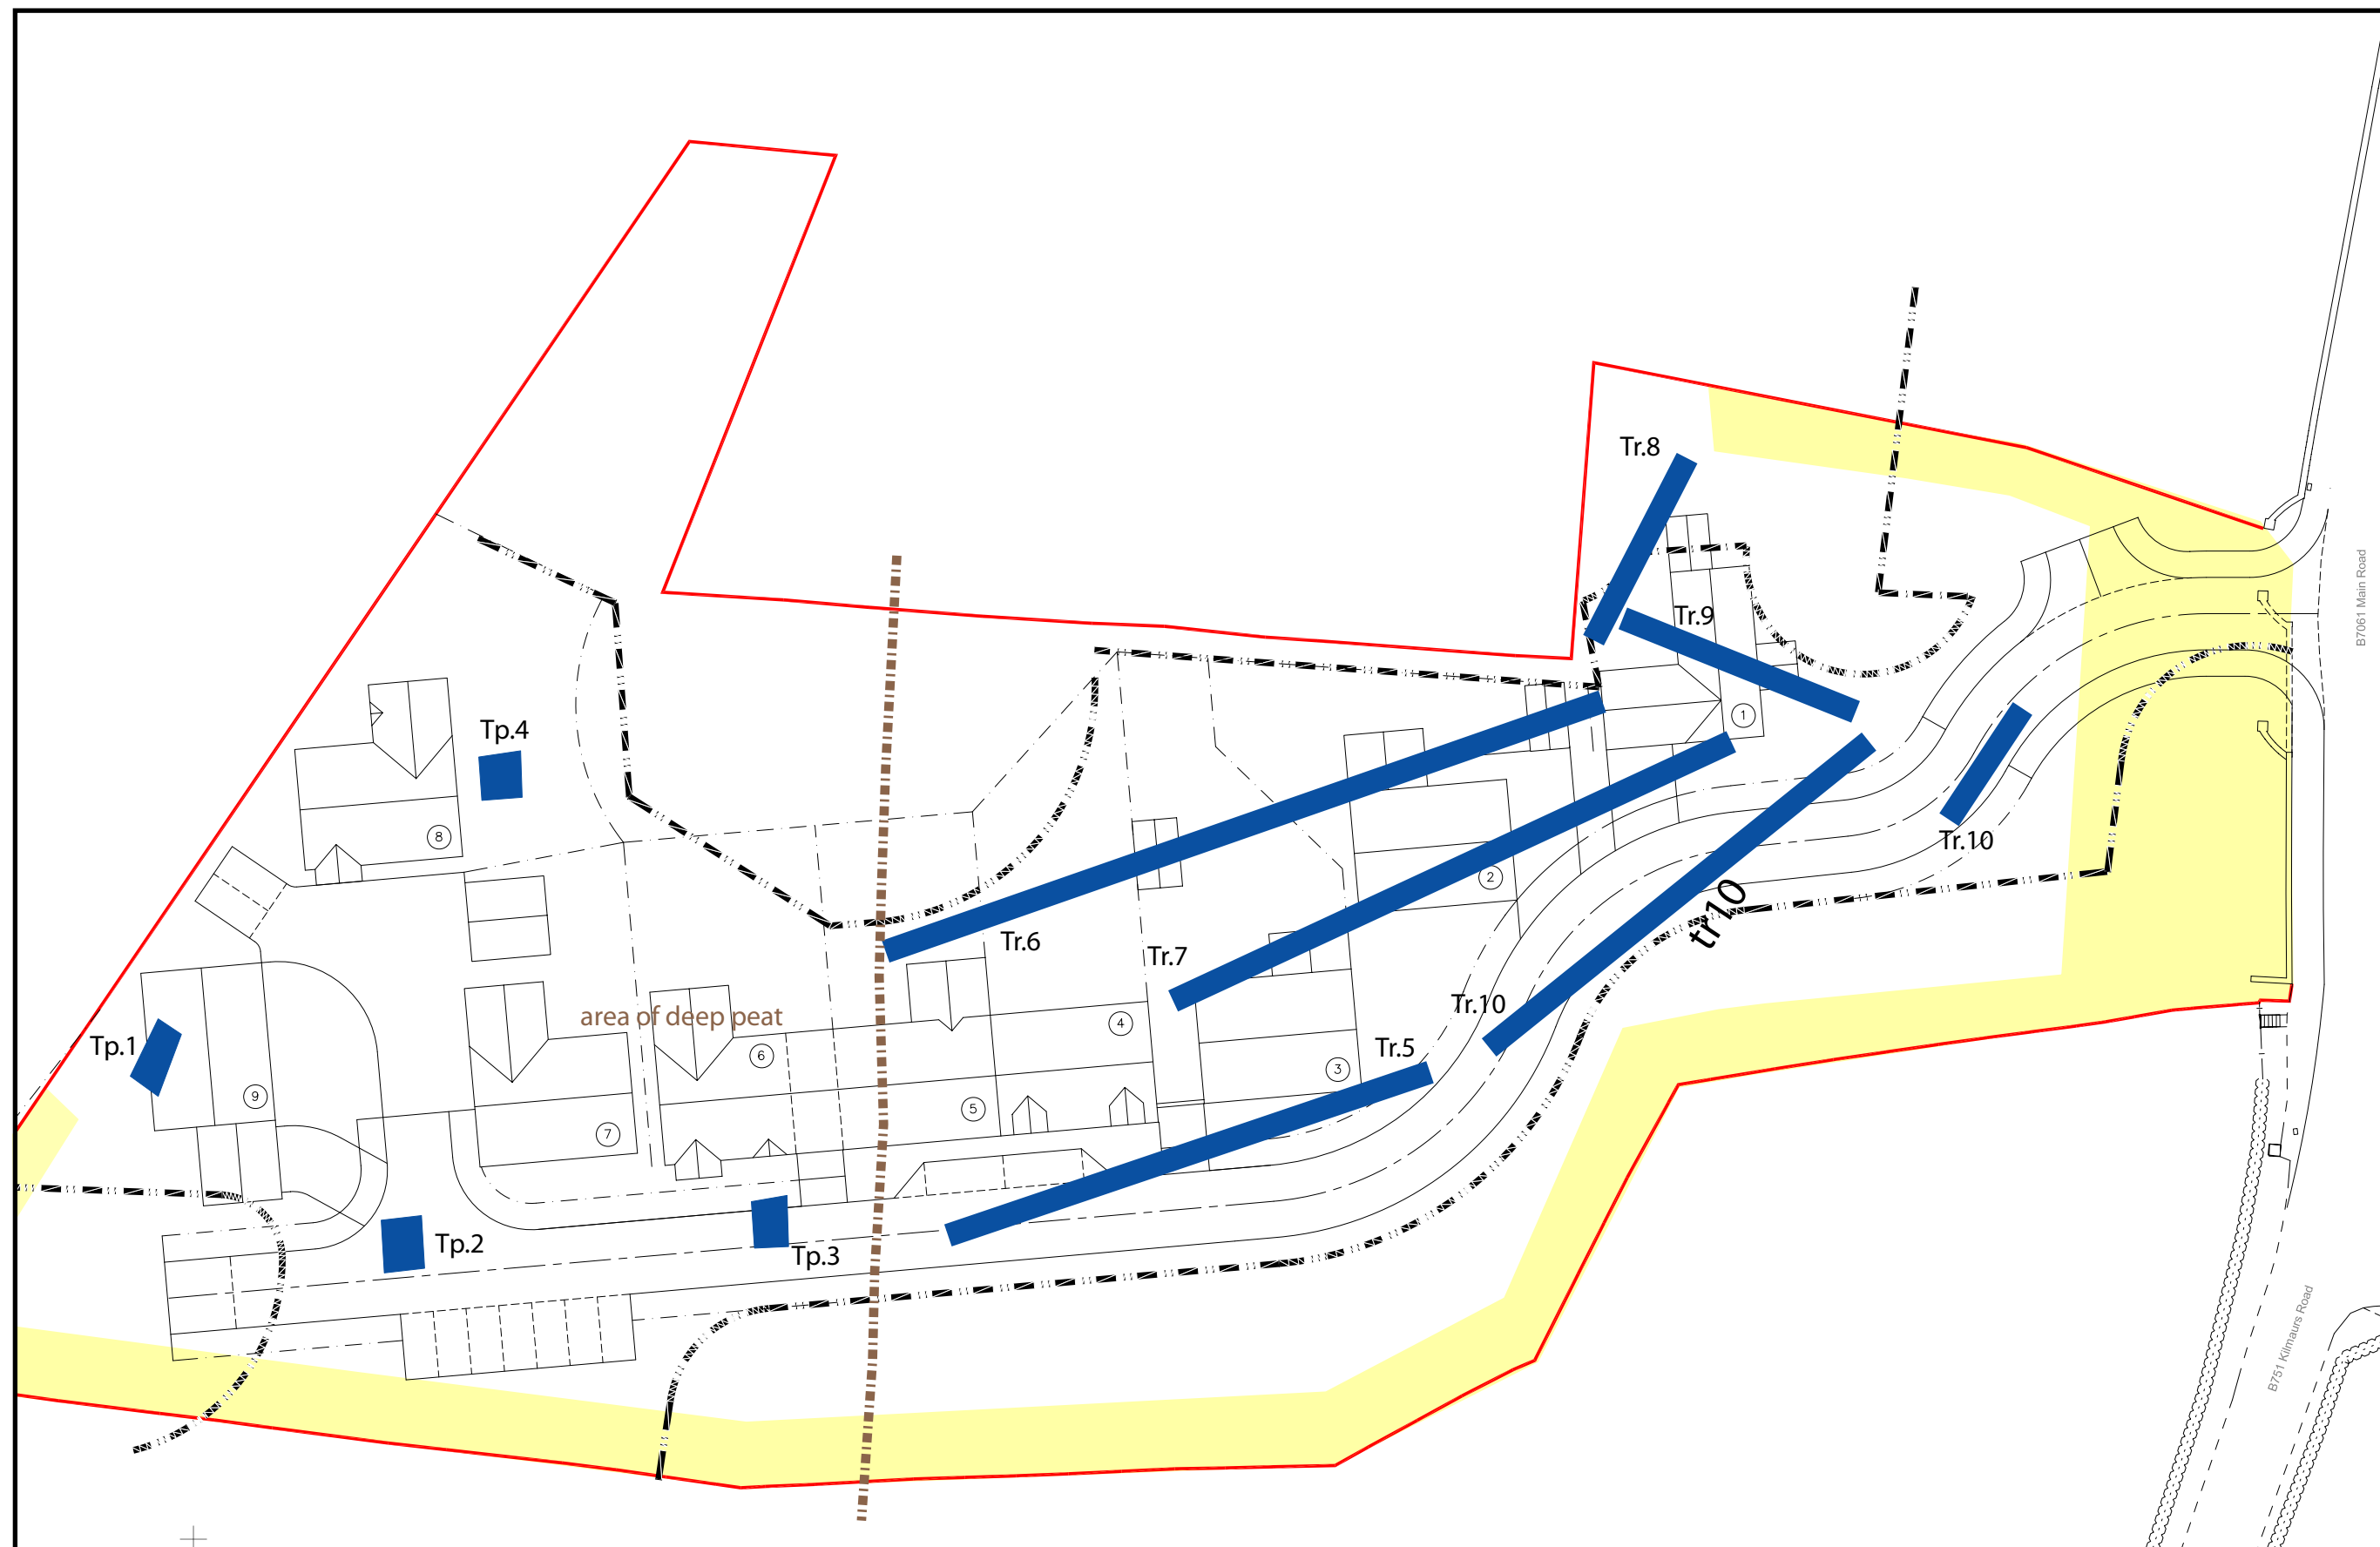 Tr.8
B7061 Main Road
Tr.9
1
Tp.4
8
Tr.10
2
tr10
Tr.6
Tr.7
Tr.10
area of deep peat
4
Tp.1
6
Tr.5
3
9
5
7
Tp.2
Tp.3
B751 Kilmaurs Road